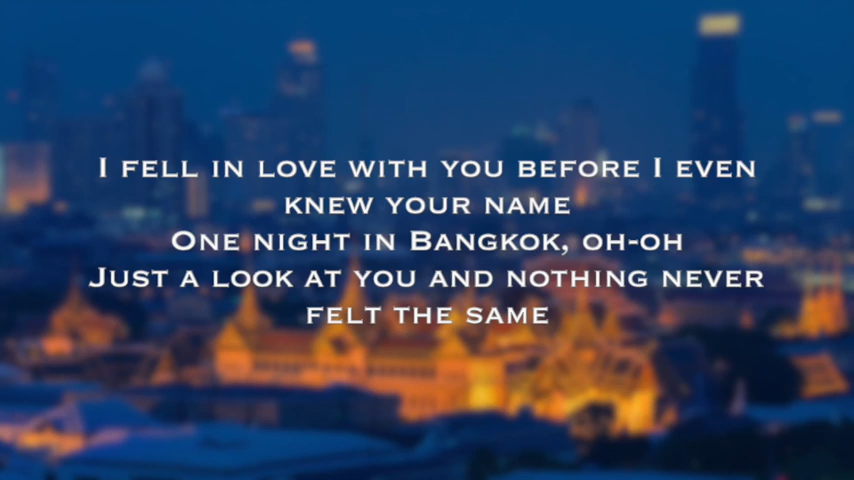 I FELL IN LOVE WITH YOU BEFORE I EVEN
KNEW YOUR NAME
ONE NIGHT IN BANGKOK, OH-OH
JUST A LOOK AT YOU AND NOTHING NEVER
FELT THE SAME